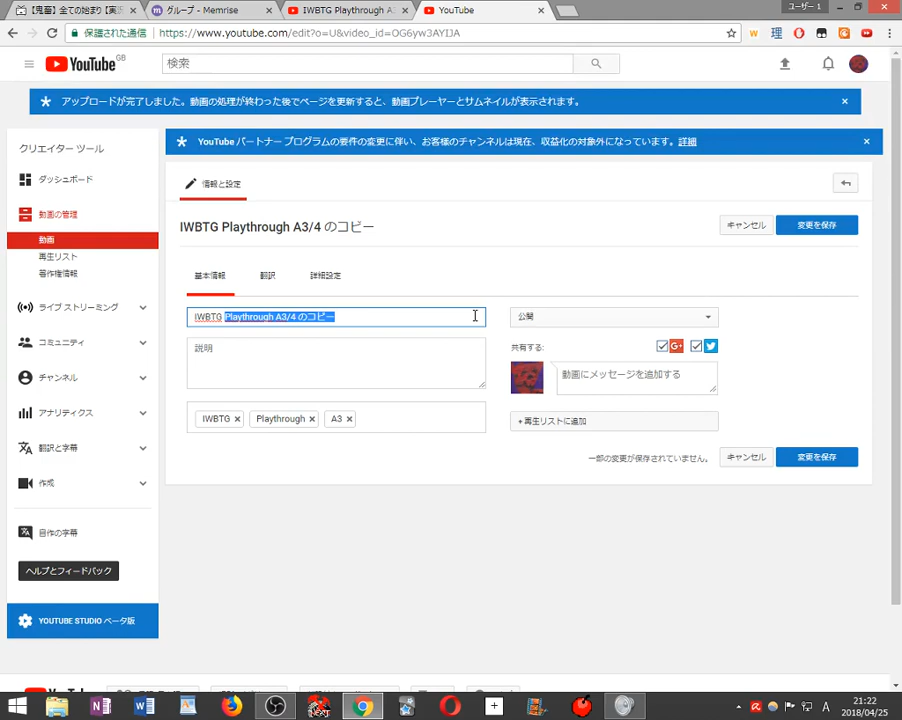 【鬼畜】全ての始まり【実況
グループ - Memrise
IWBTG Playthrough A3
YouTube
ユーザー 1
保護された通信
https://www.youtube.com/edit?o=U&video_id=OG6yw3AYIJA
YouTube GB
検索
アップロードが完了しました。動画の処理が終わった後でページを更新すると、動画プレーヤーとサムネイルが表示されます。
クリエイター ツール
ダッシュボード
動画の管理
動画
再生リスト
著作権情報
ライブ ストリーミング
コミュニティ
チャンネル
アナリティクス
翻訳と字幕
作成
自作の字幕
ヘルプとフィードバック
YOUTUBE STUDIO ベータ版
YouTube パートナー プログラムの要件の変更に伴い、お客様のチャンネルは現在、収益化の対象外になっています。詳細
情報と設定
IWBTG Playthrough A3/4 のコピー
キャンセル
変更を保存
基本情報
翻訳
詳細設定
IWBTG Playthrough A3/4 のコピー
説明
IWBTG
Playthrough
A3
公開
共有する:
動画にメッセージを追加する
+ 再生リストに追加
一部の変更が保存されていません。
キャンセル
変更を保存
A
21:22
2018/04/25